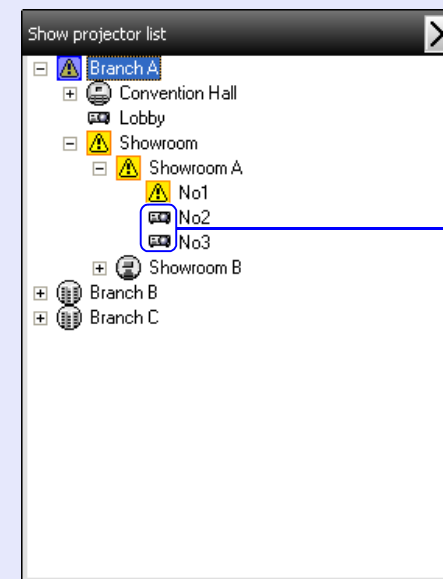 Show projector list
Branch A
Convention Hall
Lobby
Showroom
Showroom A
No1
No2
No3
Showroom B
Branch B
Branch C